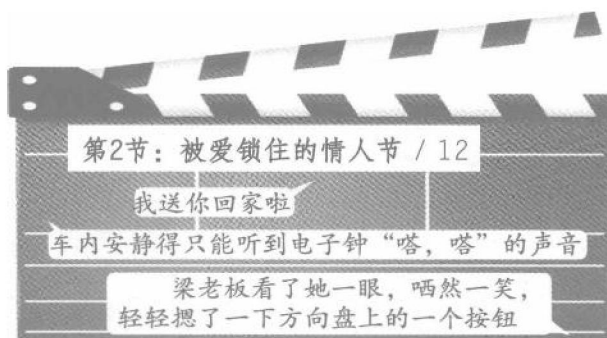 第2节：被爱锁住的情人节 / 12
我送你回家啦
车内安静得只能听到电子钟“嗒，嗒”的声音
梁老板看了她一眼，哂然一笑，
轻轻摁了一下方向盘上的一个按钮